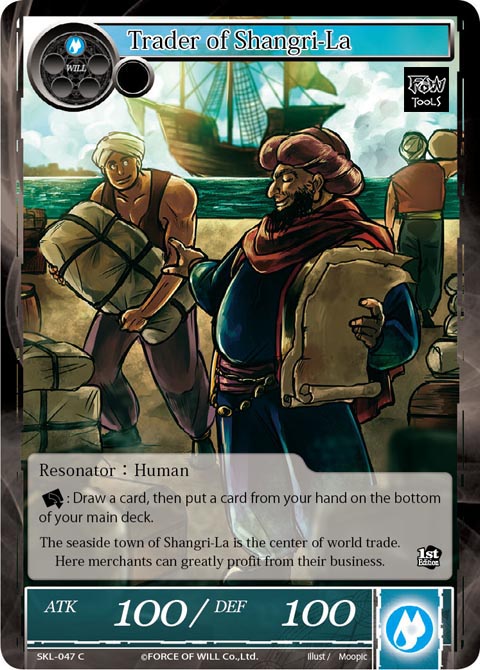 Trader of Shangri-La
WILL
FOW
TOOLS
Resonator : Human
: Draw a card, then put a card from your hand on the bottom
of your main deck.
The seaside town of Shangri-La is the center of world trade.
Here merchants can greatly profit from their business.
1st
Edition
ATK 100 / DEF 100
SKL-047 C ©FORCE OF WILL Co.,Ltd. Illust / Moopic